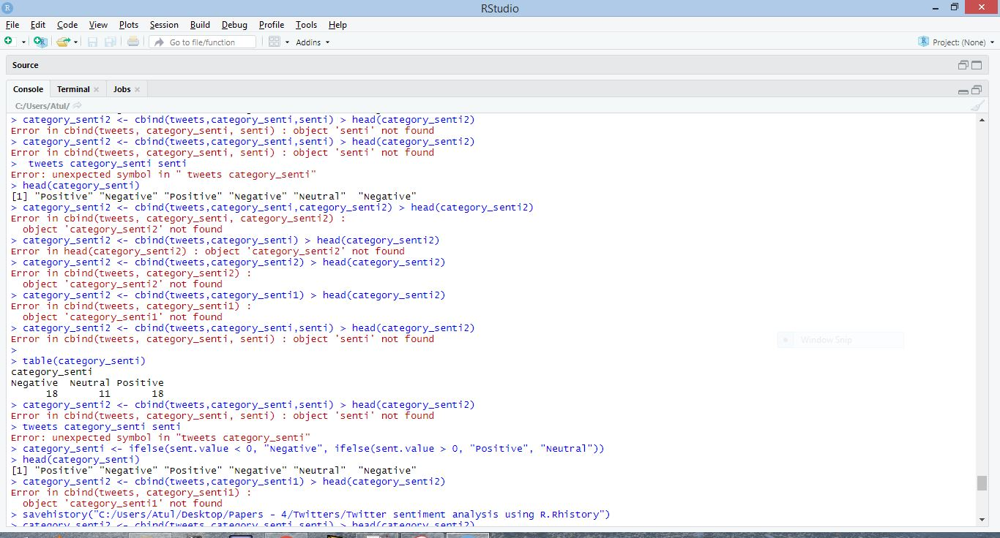 RStudio
File Edit Code View Plots Session Build Debug Profile Tools Help
Go to file/function Addins Project: (None)
Source
Console Terminal Jobs
C:/Users/Atul/
> category_senti2 <- cbind(tweets,category_senti,senti) > head(category_senti2)
Error in cbind(tweets, category_senti, senti) : object 'senti' not found
> category_senti2 <- cbind(tweets,category_senti,senti) > head(category_senti2)
Error in cbind(tweets, category_senti, senti) : object 'senti' not found
>  tweets category_senti senti
Error: unexpected symbol in " tweets category_senti"
> head(category_senti)
[1] "Positive" "Negative" "Positive" "Negative" "Neutral"  "Negative"
> category_senti2 <- cbind(tweets,category_senti,category_senti2) > head(category_senti2)
Error in cbind(tweets, category_senti, category_senti2) :
object 'category_senti2' not found
> category_senti2 <- cbind(tweets,category_senti) > head(category_senti2)
Error in head(category_senti2) : object 'category_senti2' not found
> category_senti2 <- cbind(tweets,category_senti2) > head(category_senti2)
Error in cbind(tweets, category_senti2) :
object 'category_senti2' not found
> category_senti2 <- cbind(tweets,category_senti1) > head(category_senti2)
Error in cbind(tweets, category_senti1) :
object 'category_senti1' not found
> category_senti2 <- cbind(tweets,category_senti,senti) > head(category_senti2)
Error in cbind(tweets, category_senti, senti) : object 'senti' not found
Window Snip
>
> table(category_senti)
category_senti
Negative  Neutral Positive
18       11       18
> category_senti2 <- cbind(tweets,category_senti,senti) > head(category_senti2)
Error in cbind(tweets, category_senti, senti) : object 'senti' not found
> tweets category_senti senti
Error: unexpected symbol in "tweets category_senti"
> category_senti <- ifelse(sent.value < 0, "Negative", ifelse(sent.value > 0, "Positive", "Neutral"))
> head(category_senti)
[1] "Positive" "Negative" "Positive" "Negative" "Neutral"  "Negative"
> category_senti2 <- cbind(tweets,category_senti1) > head(category_senti2)
Error in cbind(tweets, category_senti1) :
object 'category_senti1' not found
> savehistory("C:/Users/Atul/Desktop/Papers - 4/Twitters/Twitter sentiment analysis using R.Rhistory")
> category_senti2 <- cbind(tweets,category_senti,senti) > head(category_senti2)